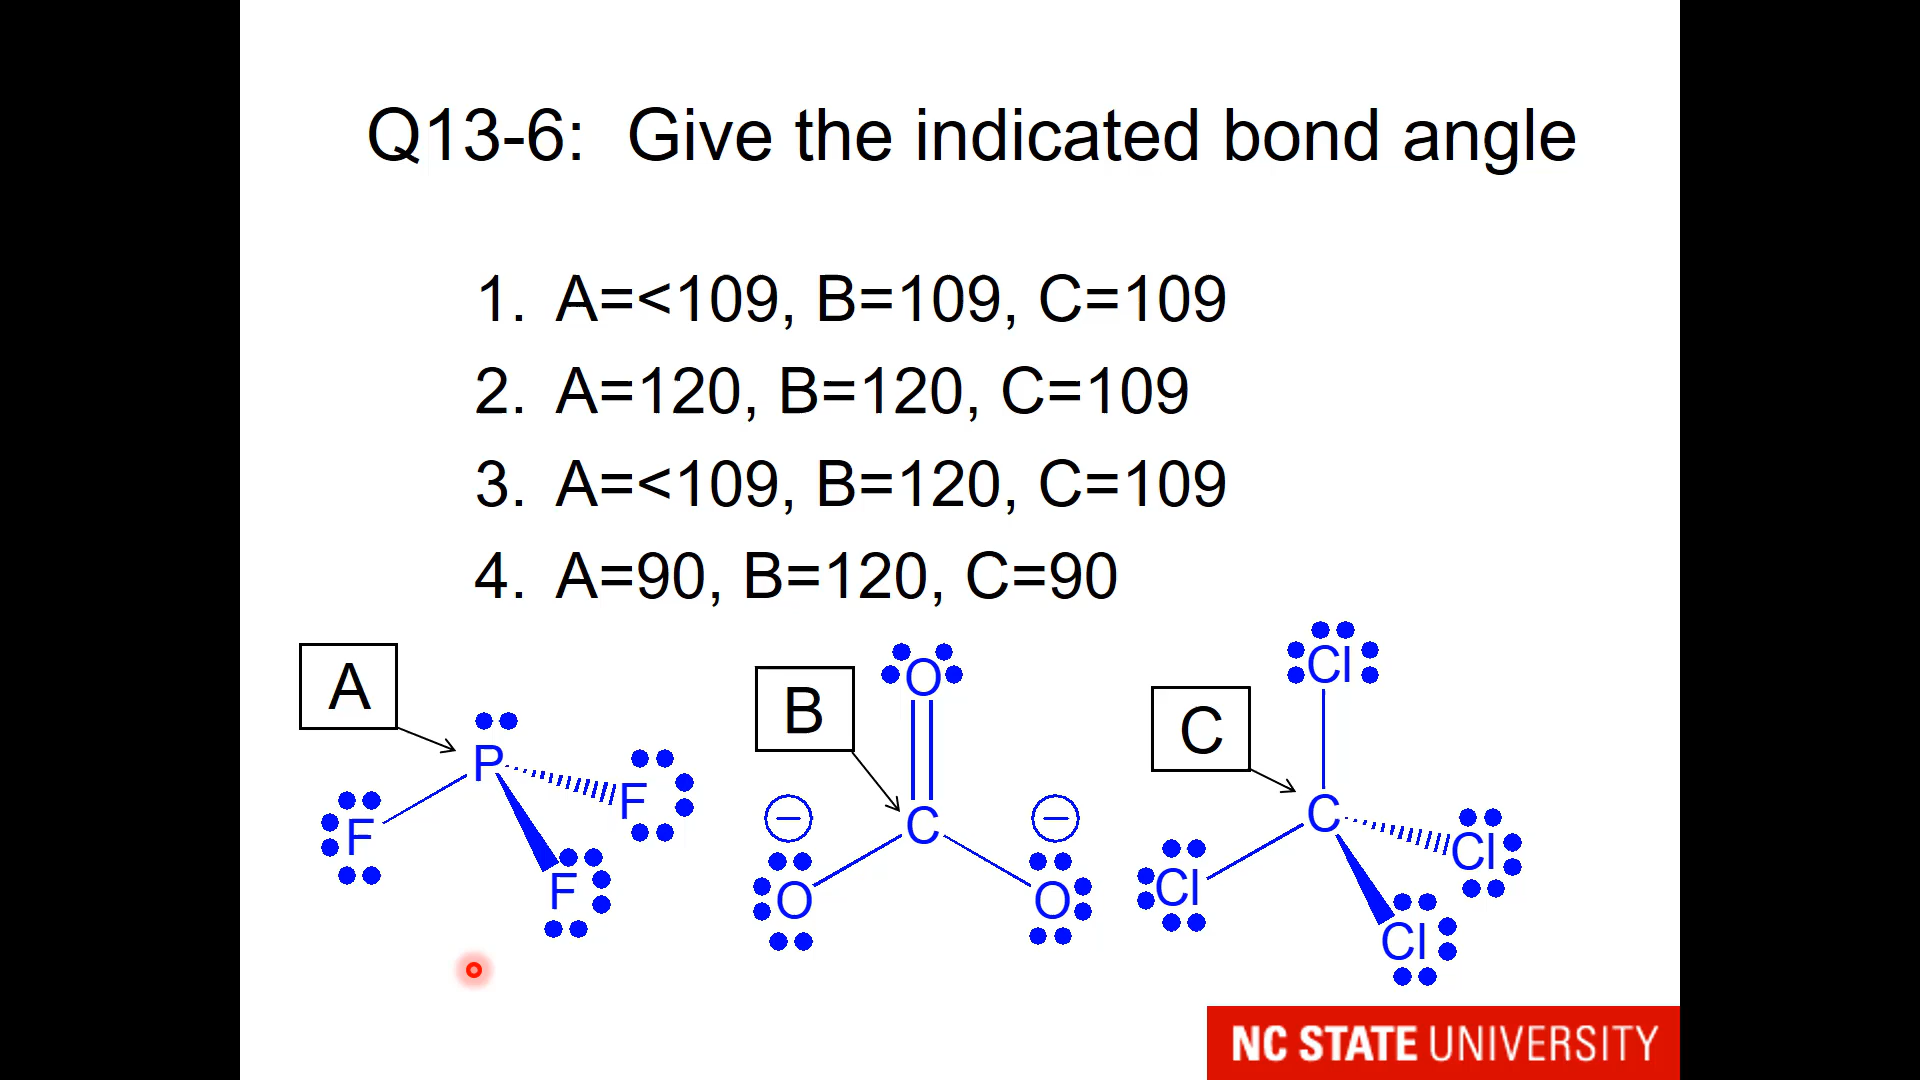 Q13-6: Give the indicated bond angle
1. A=<109, B=109, C=109
2. A=120, B=120, C=109
3. A=<109, B=120, C=109
4. A=90, B=120, C=90
A
P
F
F
F
B
O
C
O
O
C
Cl
C
Cl
Cl
Cl
NC STATE UNIVERSITY